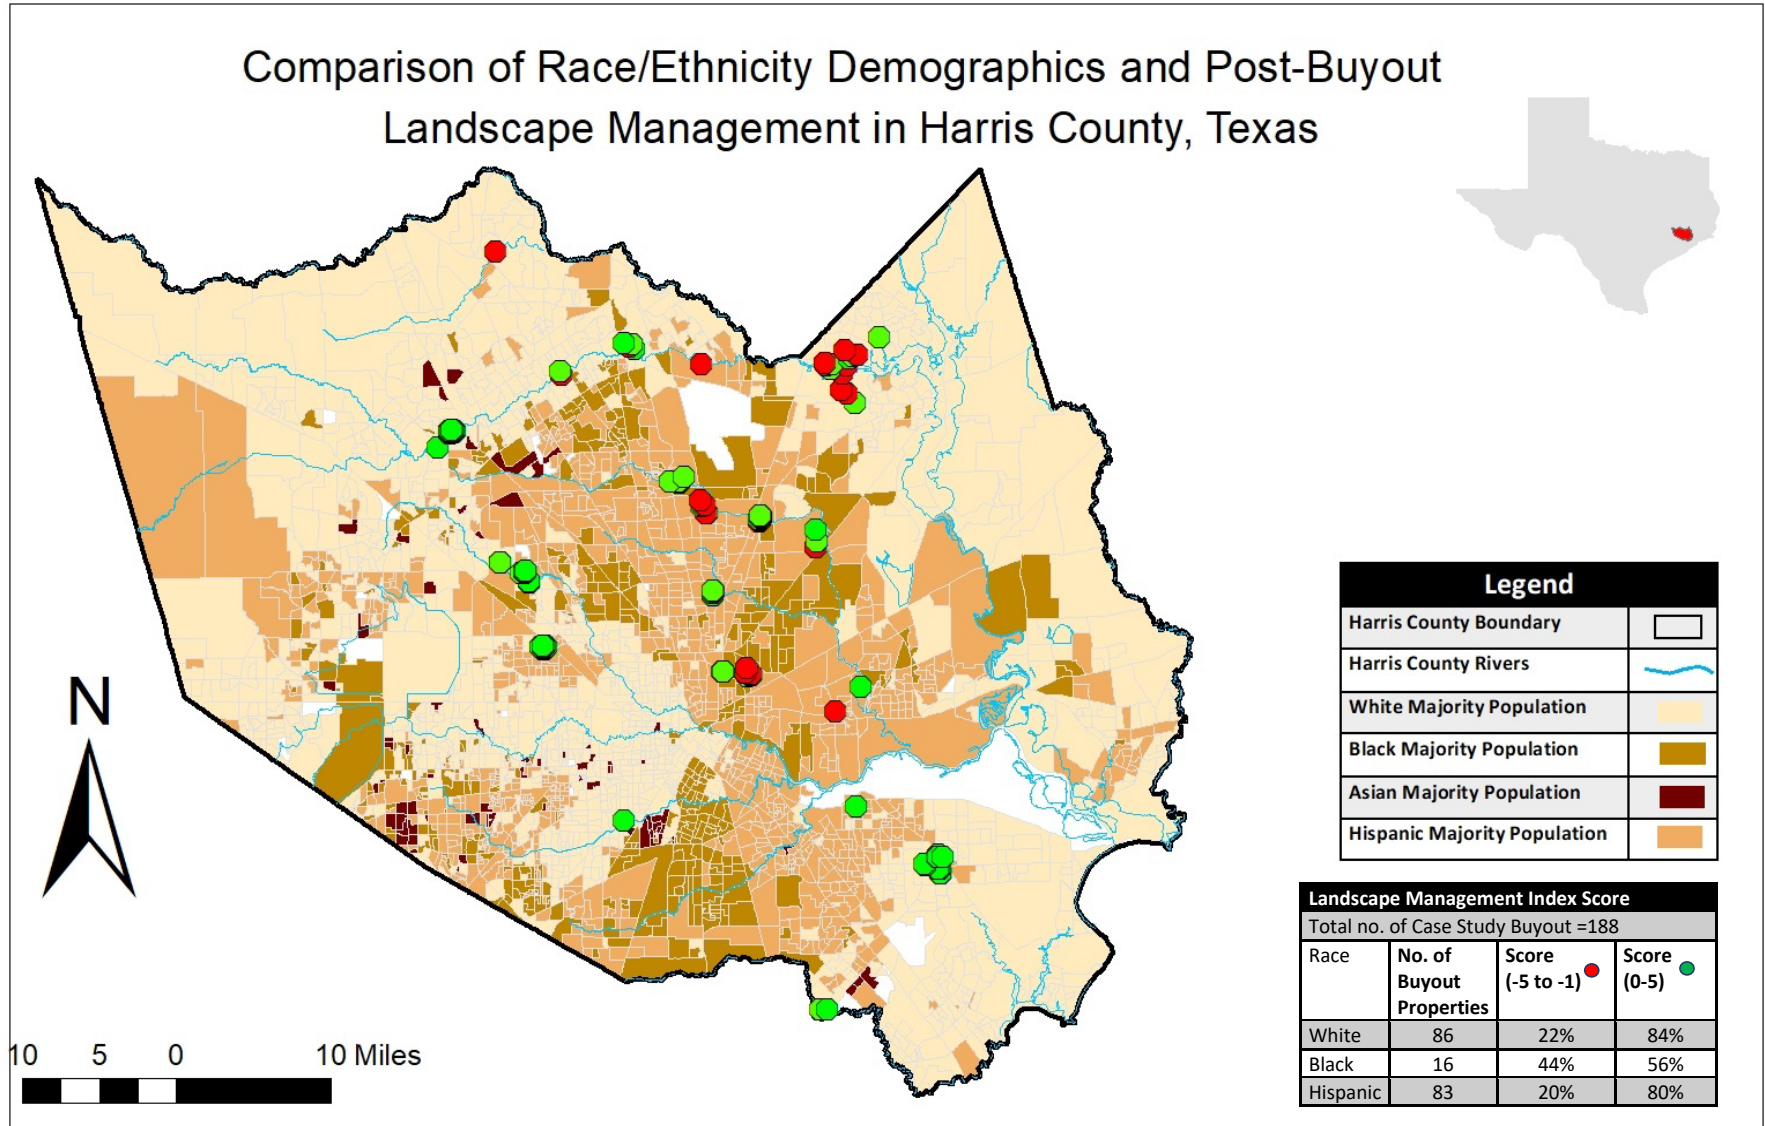 Comparison of Race/Ethnicity Demographics and Post-Buyout
Landscape Management in Harris County, Texas
N
10 5 0 10 Miles
Legend
Harris County Boundary
Harris County Rivers
White Majority Population
Black Majority Population
Asian Majority Population
Hispanic Majority Population
Landscape Management Index Score
Total no. of Case Study Buyout =188
Race No. of Score Score
Buyout (-5 to -1) (0-5)
Properties
White 86 22% 84%
Black 16 44% 56%
Hispanic 83 20% 80%